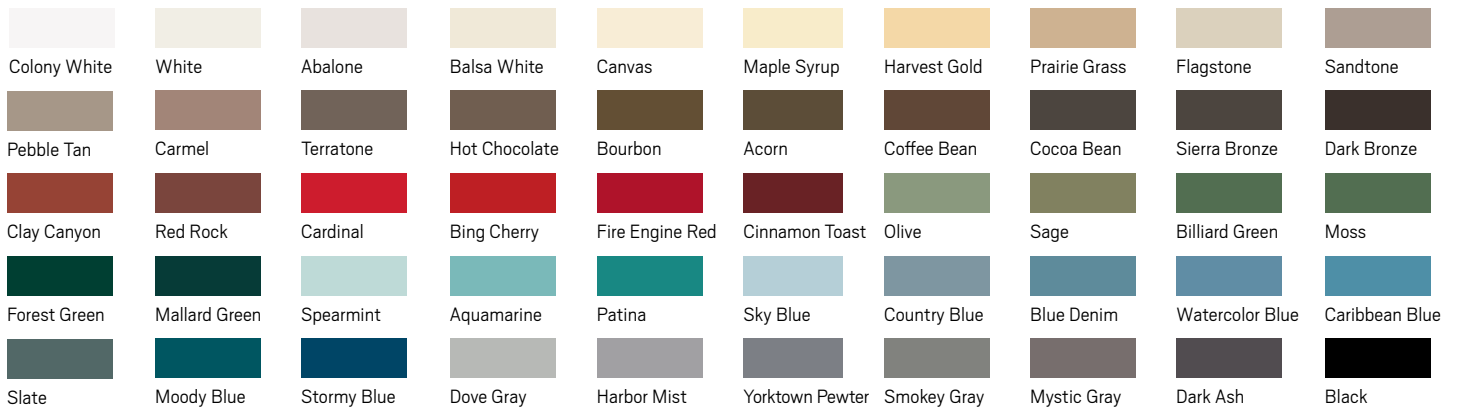 Colony White White Abalone Balsa White Canvas Maple Syrup Harvest Gold Prairie Grass Flagstone Sandtone
Pebble Tan Carmel Terratone Hot Chocolate Bourbon Acorn Coffee Bean Cocoa Bean Sierra Bronze Dark Bronze
Clay Canyon Red Rock Cardinal Bing Cherry Fire Engine Red Cinnamon Toast Olive Sage Billiard Green Moss
Forest Green Mallard Green Spearmint Aquamarine Patina Sky Blue Country Blue Blue Denim Watercolor Blue Caribbean Blue
Slate Moody Blue Stormy Blue Dove Gray Harbor Mist Yorktown Pewter Smokey Gray Mystic Gray Dark Ash Black